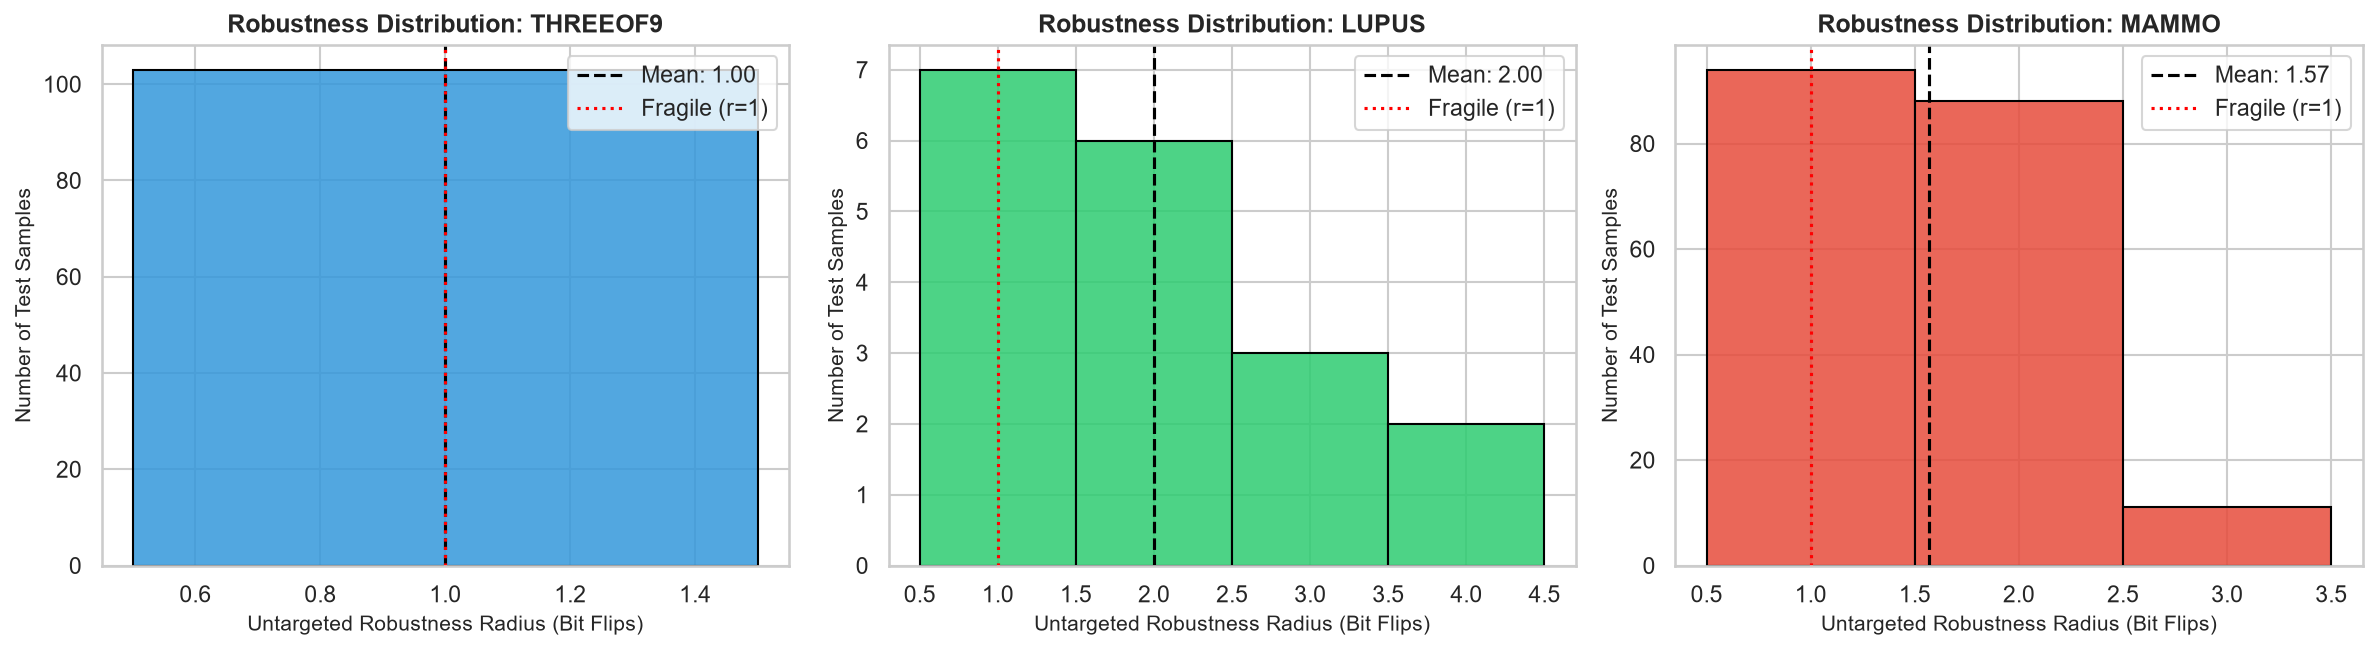 Robustness Distribution: THREEOF9
Number of Test Samples
100
80
60
40
20
0
Mean: 1.00
Fragile (r=1)
0.6 0.8 1.0 1.2 1.4
Untargeted Robustness Radius (Bit Flips)
Robustness Distribution: LUPUS
Number of Test Samples
7
6
5
4
3
2
1
0
Mean: 2.00
Fragile (r=1)
0.5 1.0 1.5 2.0 2.5 3.0 3.5 4.0 4.5
Untargeted Robustness Radius (Bit Flips)
Robustness Distribution: MAMMO
Number of Test Samples
80
60
40
20
0
Mean: 1.57
Fragile (r=1)
0.5 1.0 1.5 2.0 2.5 3.0 3.5
Untargeted Robustness Radius (Bit Flips)